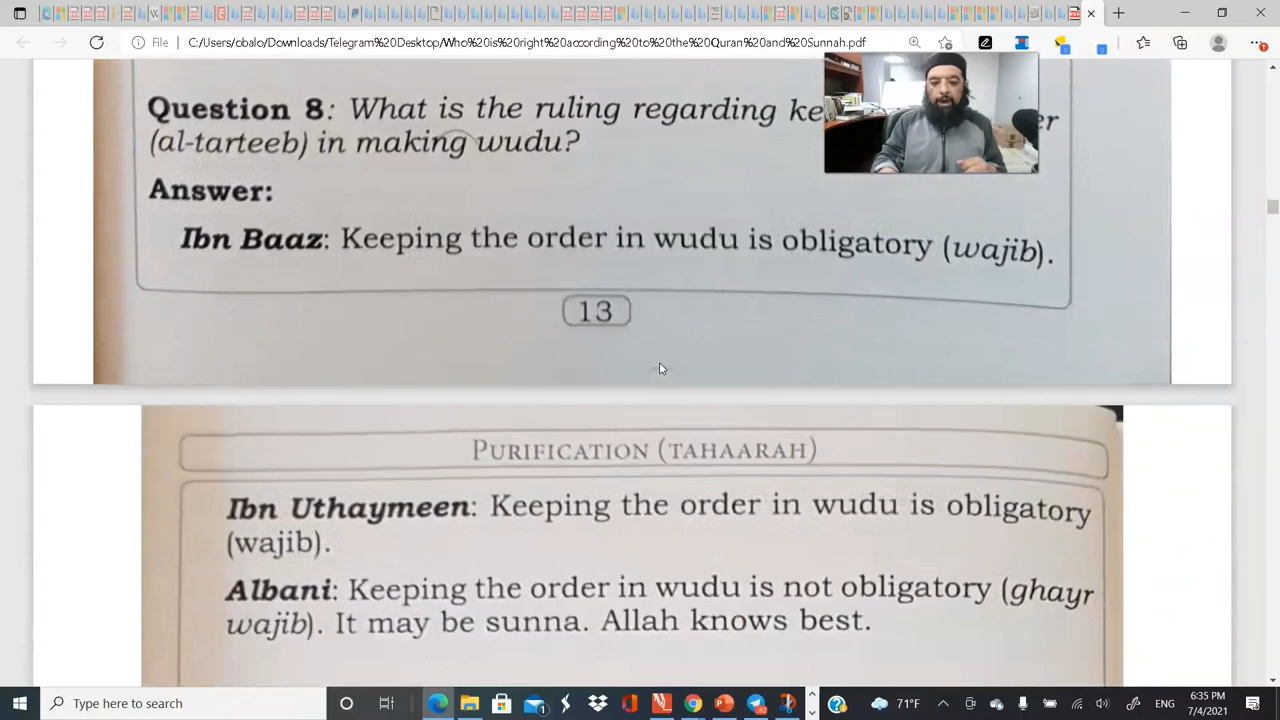 File
C:/Users/obalo/Downloads/Telegram%20Desktop/Who%20is%20right%20according%20to%20the%20Quran%20and%20Sunnah.pdf
Question 8: What is the ruling regarding
(al-tarteeb) in making wudu?
Answer:
Ibn Baaz: Keeping the order in wudu is obligatory (wajib).
13
PURIFICATION (TAHAARAH)
Ibn Uthaymeen: Keeping the order in wudu is obligatory
(wajib).
Albani: Keeping the order in wudu is not obligatory (ghayr
wajib). It may be sunna. Allah knows best.
Type here to search
71°F
ENG
6:35 PM
7/4/2021